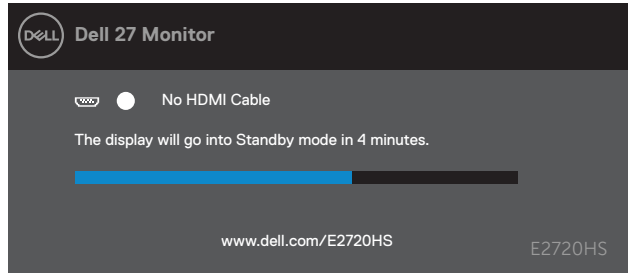 DELL
Dell 27 Monitor
No HDMI Cable
The display will go into Standby mode in 4 minutes.
www.dell.com/E2720HS
E2720HS